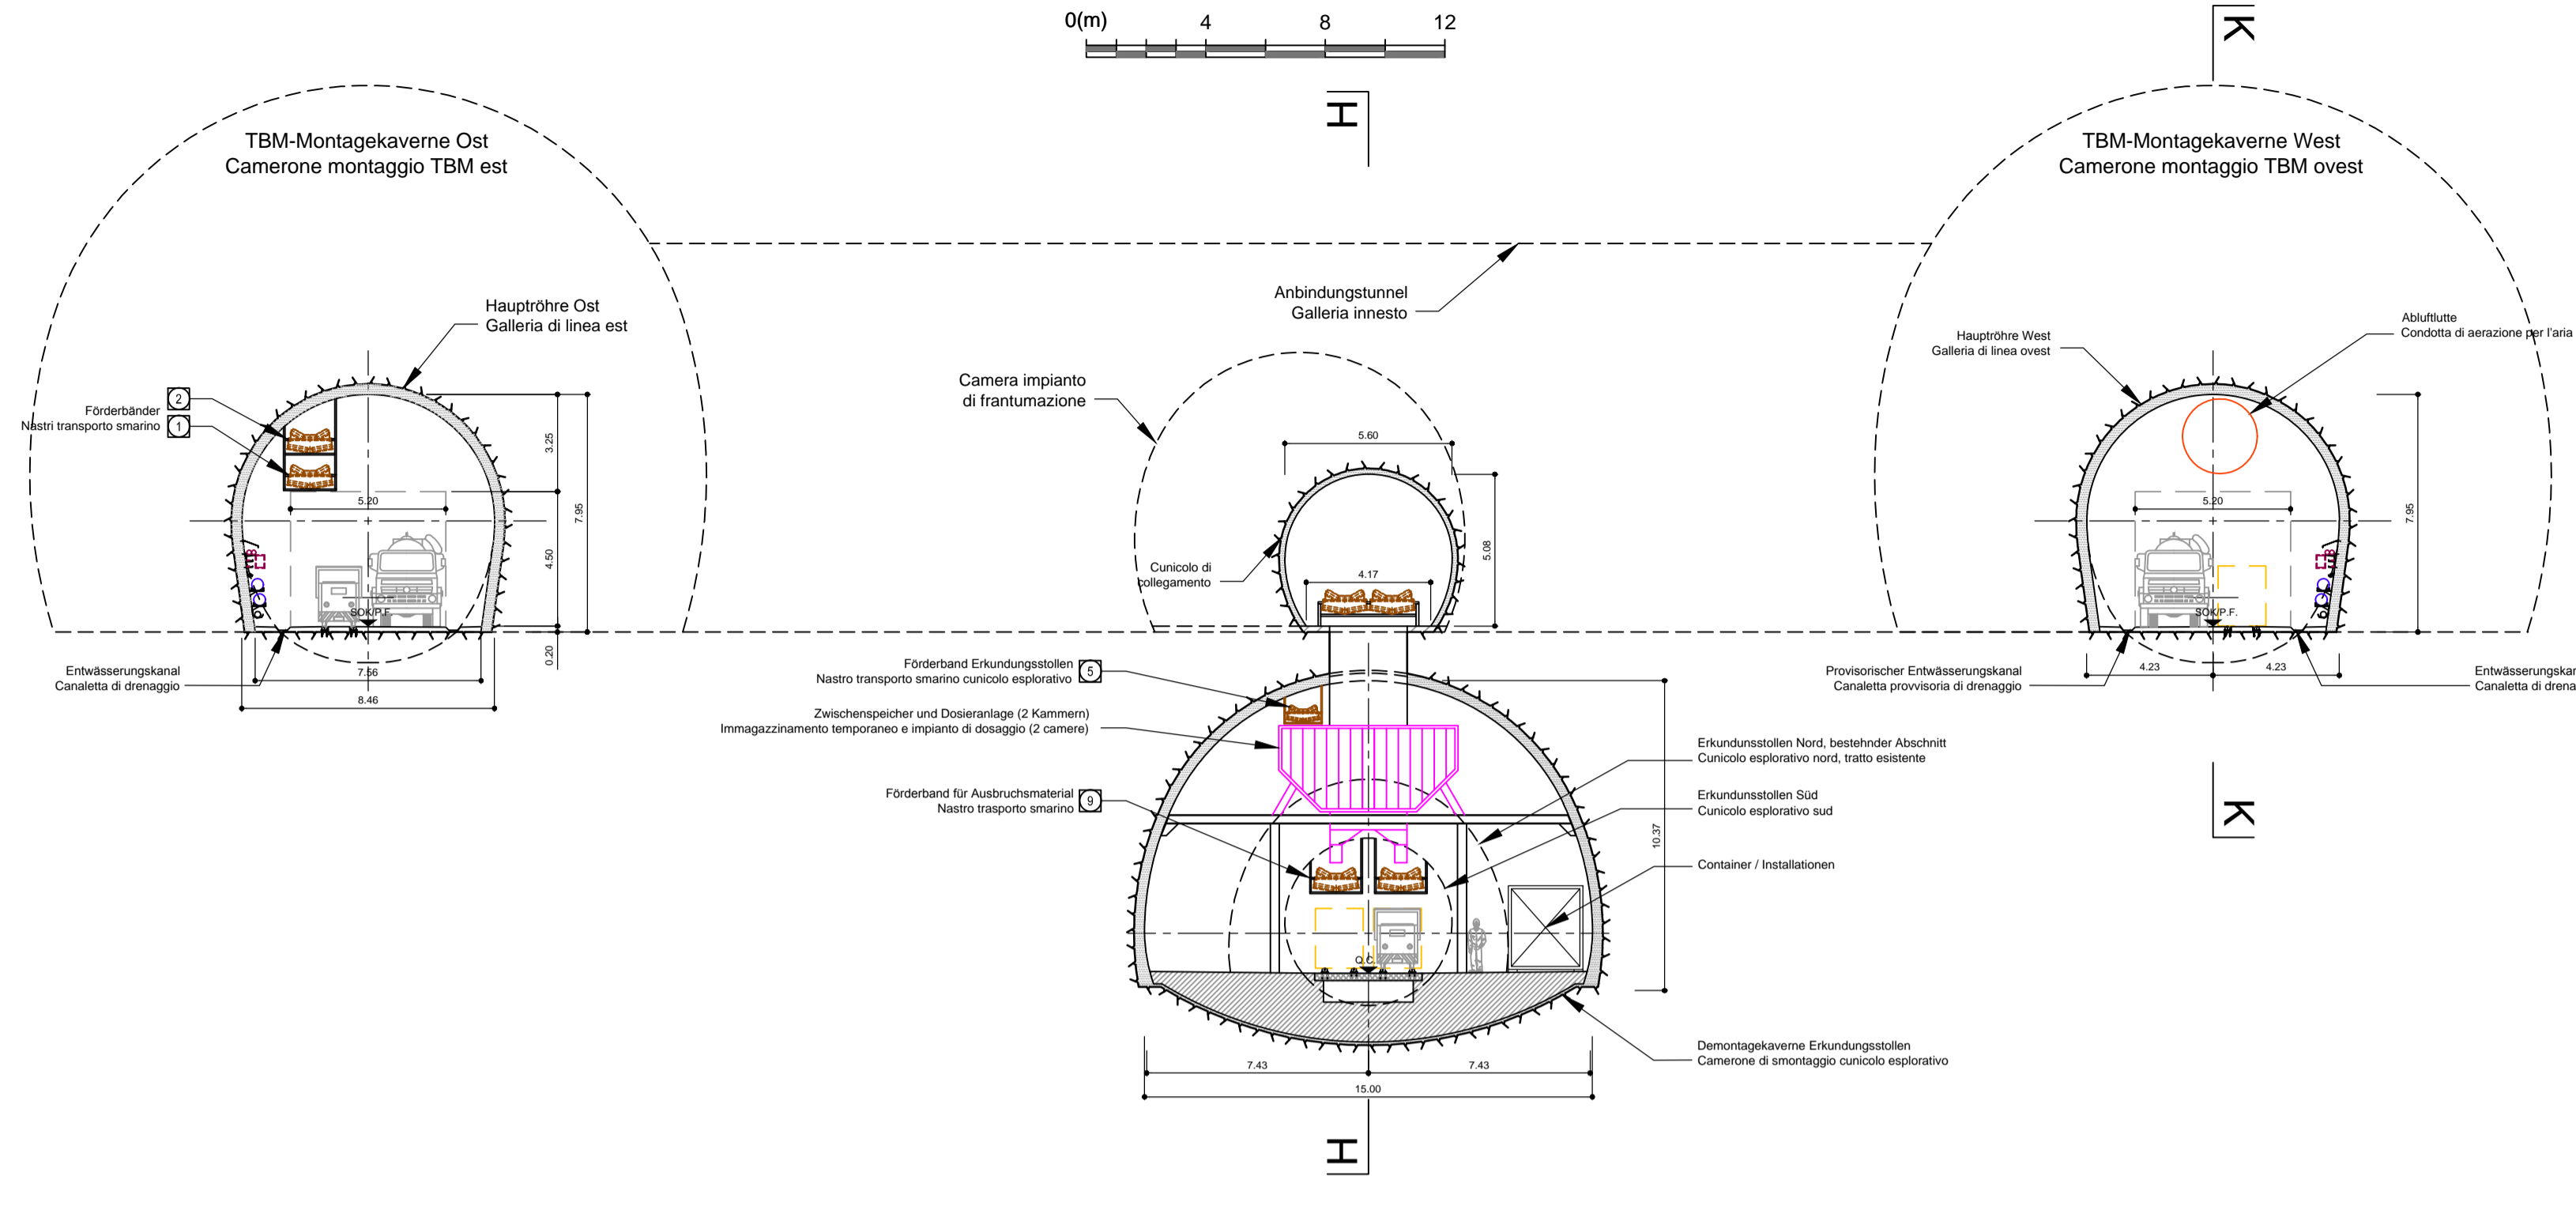 0(m) 4 8 12
K
H
TBM-Montagekaverne Ost
Camerone montaggio TBM est
TBM-Montagekaverne West
Camerone montaggio TBM ovest
Anbindungstunnel
Galleria innesto
Hauptröhre Ost
Galleria di linea est
Hauptröhre West
Galleria di linea ovest
Abluftlutte
Condotta di aerazione per l'aria
Camera impianto
di frantumazione
2
Förderbänder
Nastri transporto smarino
1
3.25
7.95
4.50
0.20
5.20
SOK/P.F.
Entwässerungskanal
Canaletta di drenaggio
7.56
8.46
5.60
5.08
4.17
Cunicolo di
collegamento
5.20
7.95
SOK/P.F.
Provisorischer Entwässerungskanal
Canaletta provvisoria di drenaggio
4.23 4.23
Entwässerungska
Canaletta di drena
Förderband Erkundungsstollen
Nastro transporto smarino cunicolo esplorativo
5
Zwischenspeicher und Dosieranlage (2 Kammern)
Immagazzinamento temporaneo e impianto di dosaggio (2 camere)
Förderband für Ausbruchsmaterial
Nastro trasporto smarino
9
Erkundunsstollen Nord, bestehnder Abschnitt
Cunicolo esplorativo nord, tratto esistente
Erkundunsstollen Süd
Cunicolo esplorativo sud
Container / Installationen
10.37
Q.C.
Demontagekaverne Erkundungsstollen
Camerone di smontaggio cunicolo esplorativo
7.43 7.43
15.00
K
H